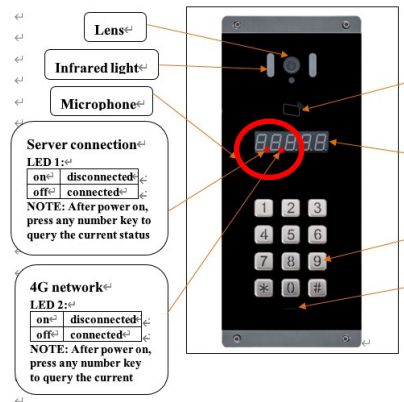 Lens
Infrared light
Microphone
Server connection
LED 1:
on disconnected
off connected
NOTE: After power on,
press any number key to
query the current status
4G network
LED 2:
on disconnected
off connected
NOTE: After power on,
press any number key
to query the current
88888
1 2 3
4 5 6
7 8 9
* 0 #